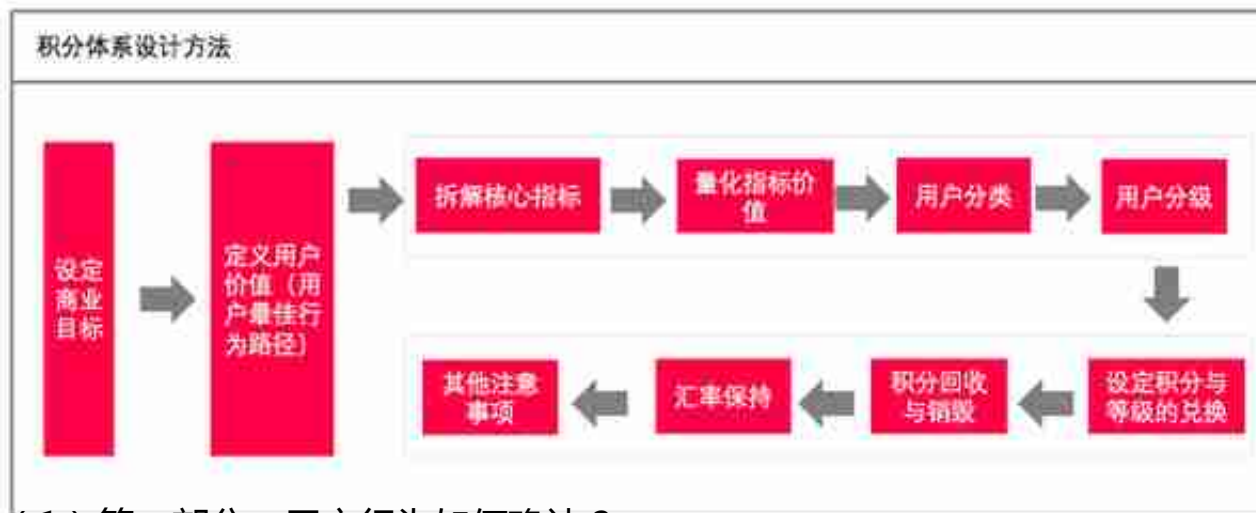 积分体系设计方法
设定
商业
目标
定义用户
价值（用
户最佳行
为路径）
拆解核心指标
量化指标价
值
用户分类
用户分级
设定积分与
等级的兑换
积分回收
与销毁
汇率保持
其他注意
事项